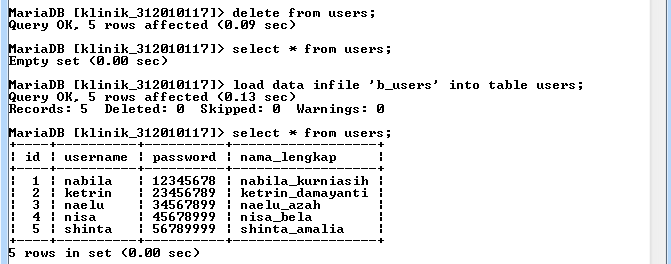 MariaDB [klinik_312010117]> delete from users;
Query OK, 5 rows affected (0.09 sec)
MariaDB [klinik_312010117]> select * from users;
Empty set (0.00 sec)
MariaDB [klinik_312010117]> load data infile 'b_users' into table users;
Query OK, 5 rows affected (0.13 sec)
Records: 5  Deleted: 0  Skipped: 0  Warnings: 0
MariaDB [klinik_312010117]> select * from users;
+----+----------+----------+------------------+
| id | username | password | nama_lengkap     |
+----+----------+----------+------------------+
|  1 | nabila   | 12345678 | nabila_kurniasih |
|  2 | ketrin   | 23456789 | ketrin_damayanti |
|  3 | naelu    | 34567899 | naelu_azah       |
|  4 | nisa     | 45678999 | nisa_bela        |
|  5 | shinta   | 56789999 | shinta_amalia    |
+----+----------+----------+------------------+
5 rows in set (0.00 sec)